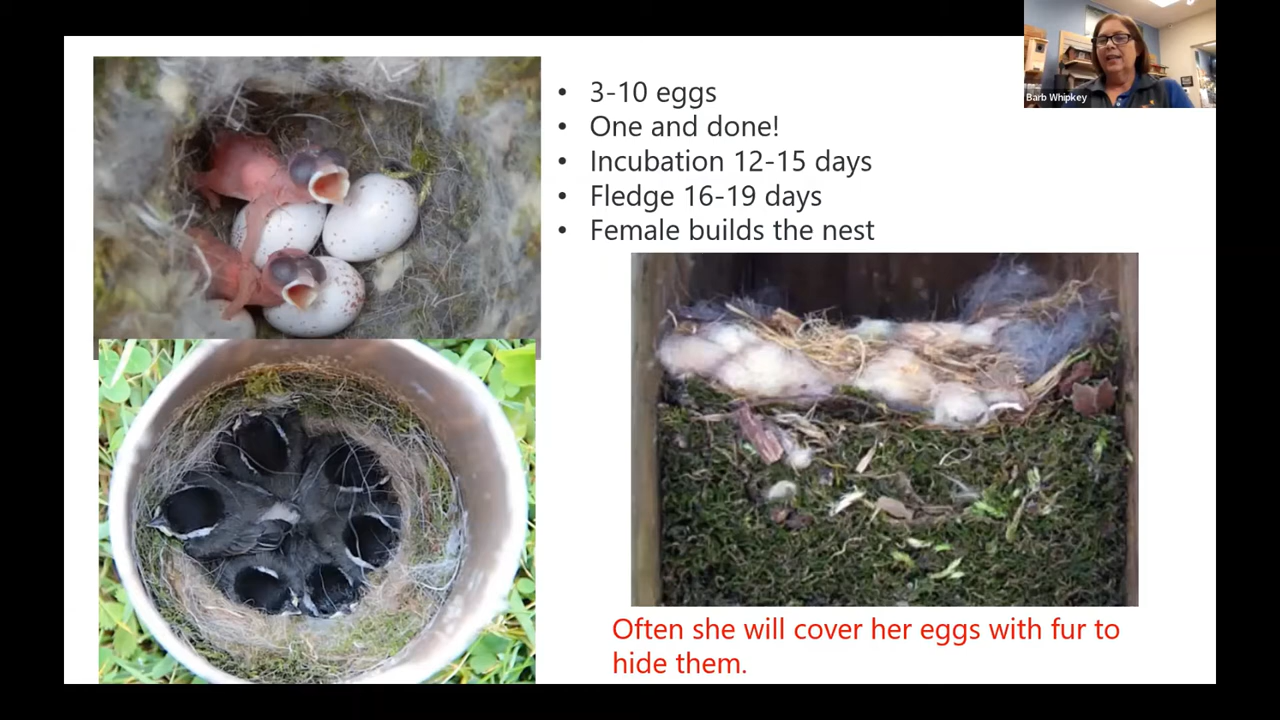 Barb Whipkey
• 3-10 eggs
• One and done!
• Incubation 12-15 days
• Fledge 16-19 days
• Female builds the nest
Often she will cover her eggs with fur to
hide them.